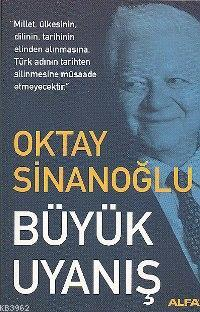 "Millet, ülkesinin,
dilinin, tarihinin
elinden alınmasına,
Türk adının tarihten
silinmesine müsaade
etmeyecektir."
OKTAY
SİNANOĞLU
BÜYÜK
UYANIŞ
ALFA
KB3962